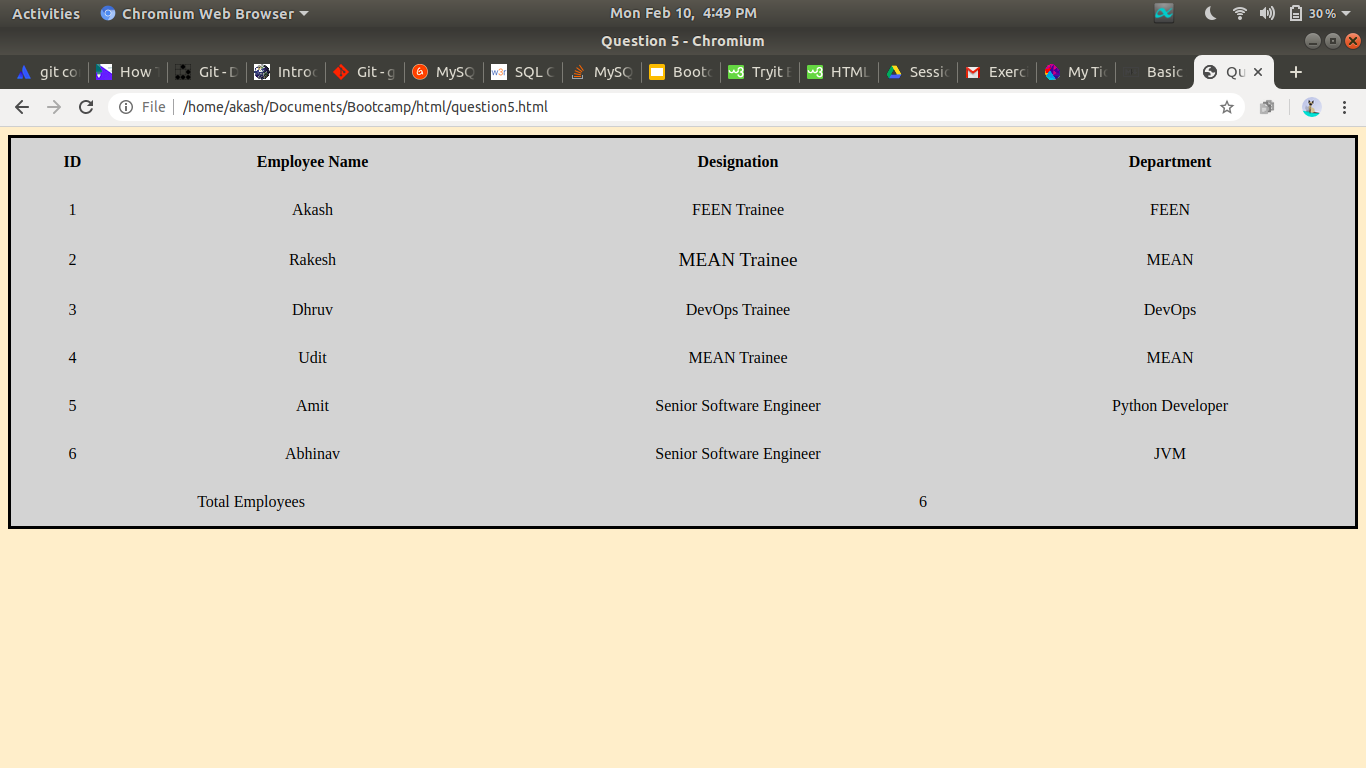 Activities Chromium Web Browser Mon Feb 10, 4:49 PM 30%
Question 5 - Chromium
git co How Git - D Introd Git - g MySQ SQL C MySQ Bootc Tryit HTML Sessi Exerc My Ti Basic Qu
File /home/akash/Documents/Bootcamp/html/question5.html
ID Employee Name Designation Department
1 Akash FEEN Trainee FEEN
2 Rakesh MEAN Trainee MEAN
3 Dhruv DevOps Trainee DevOps
4 Udit MEAN Trainee MEAN
5 Amit Senior Software Engineer Python Developer
6 Abhinav Senior Software Engineer JVM
Total Employees 6